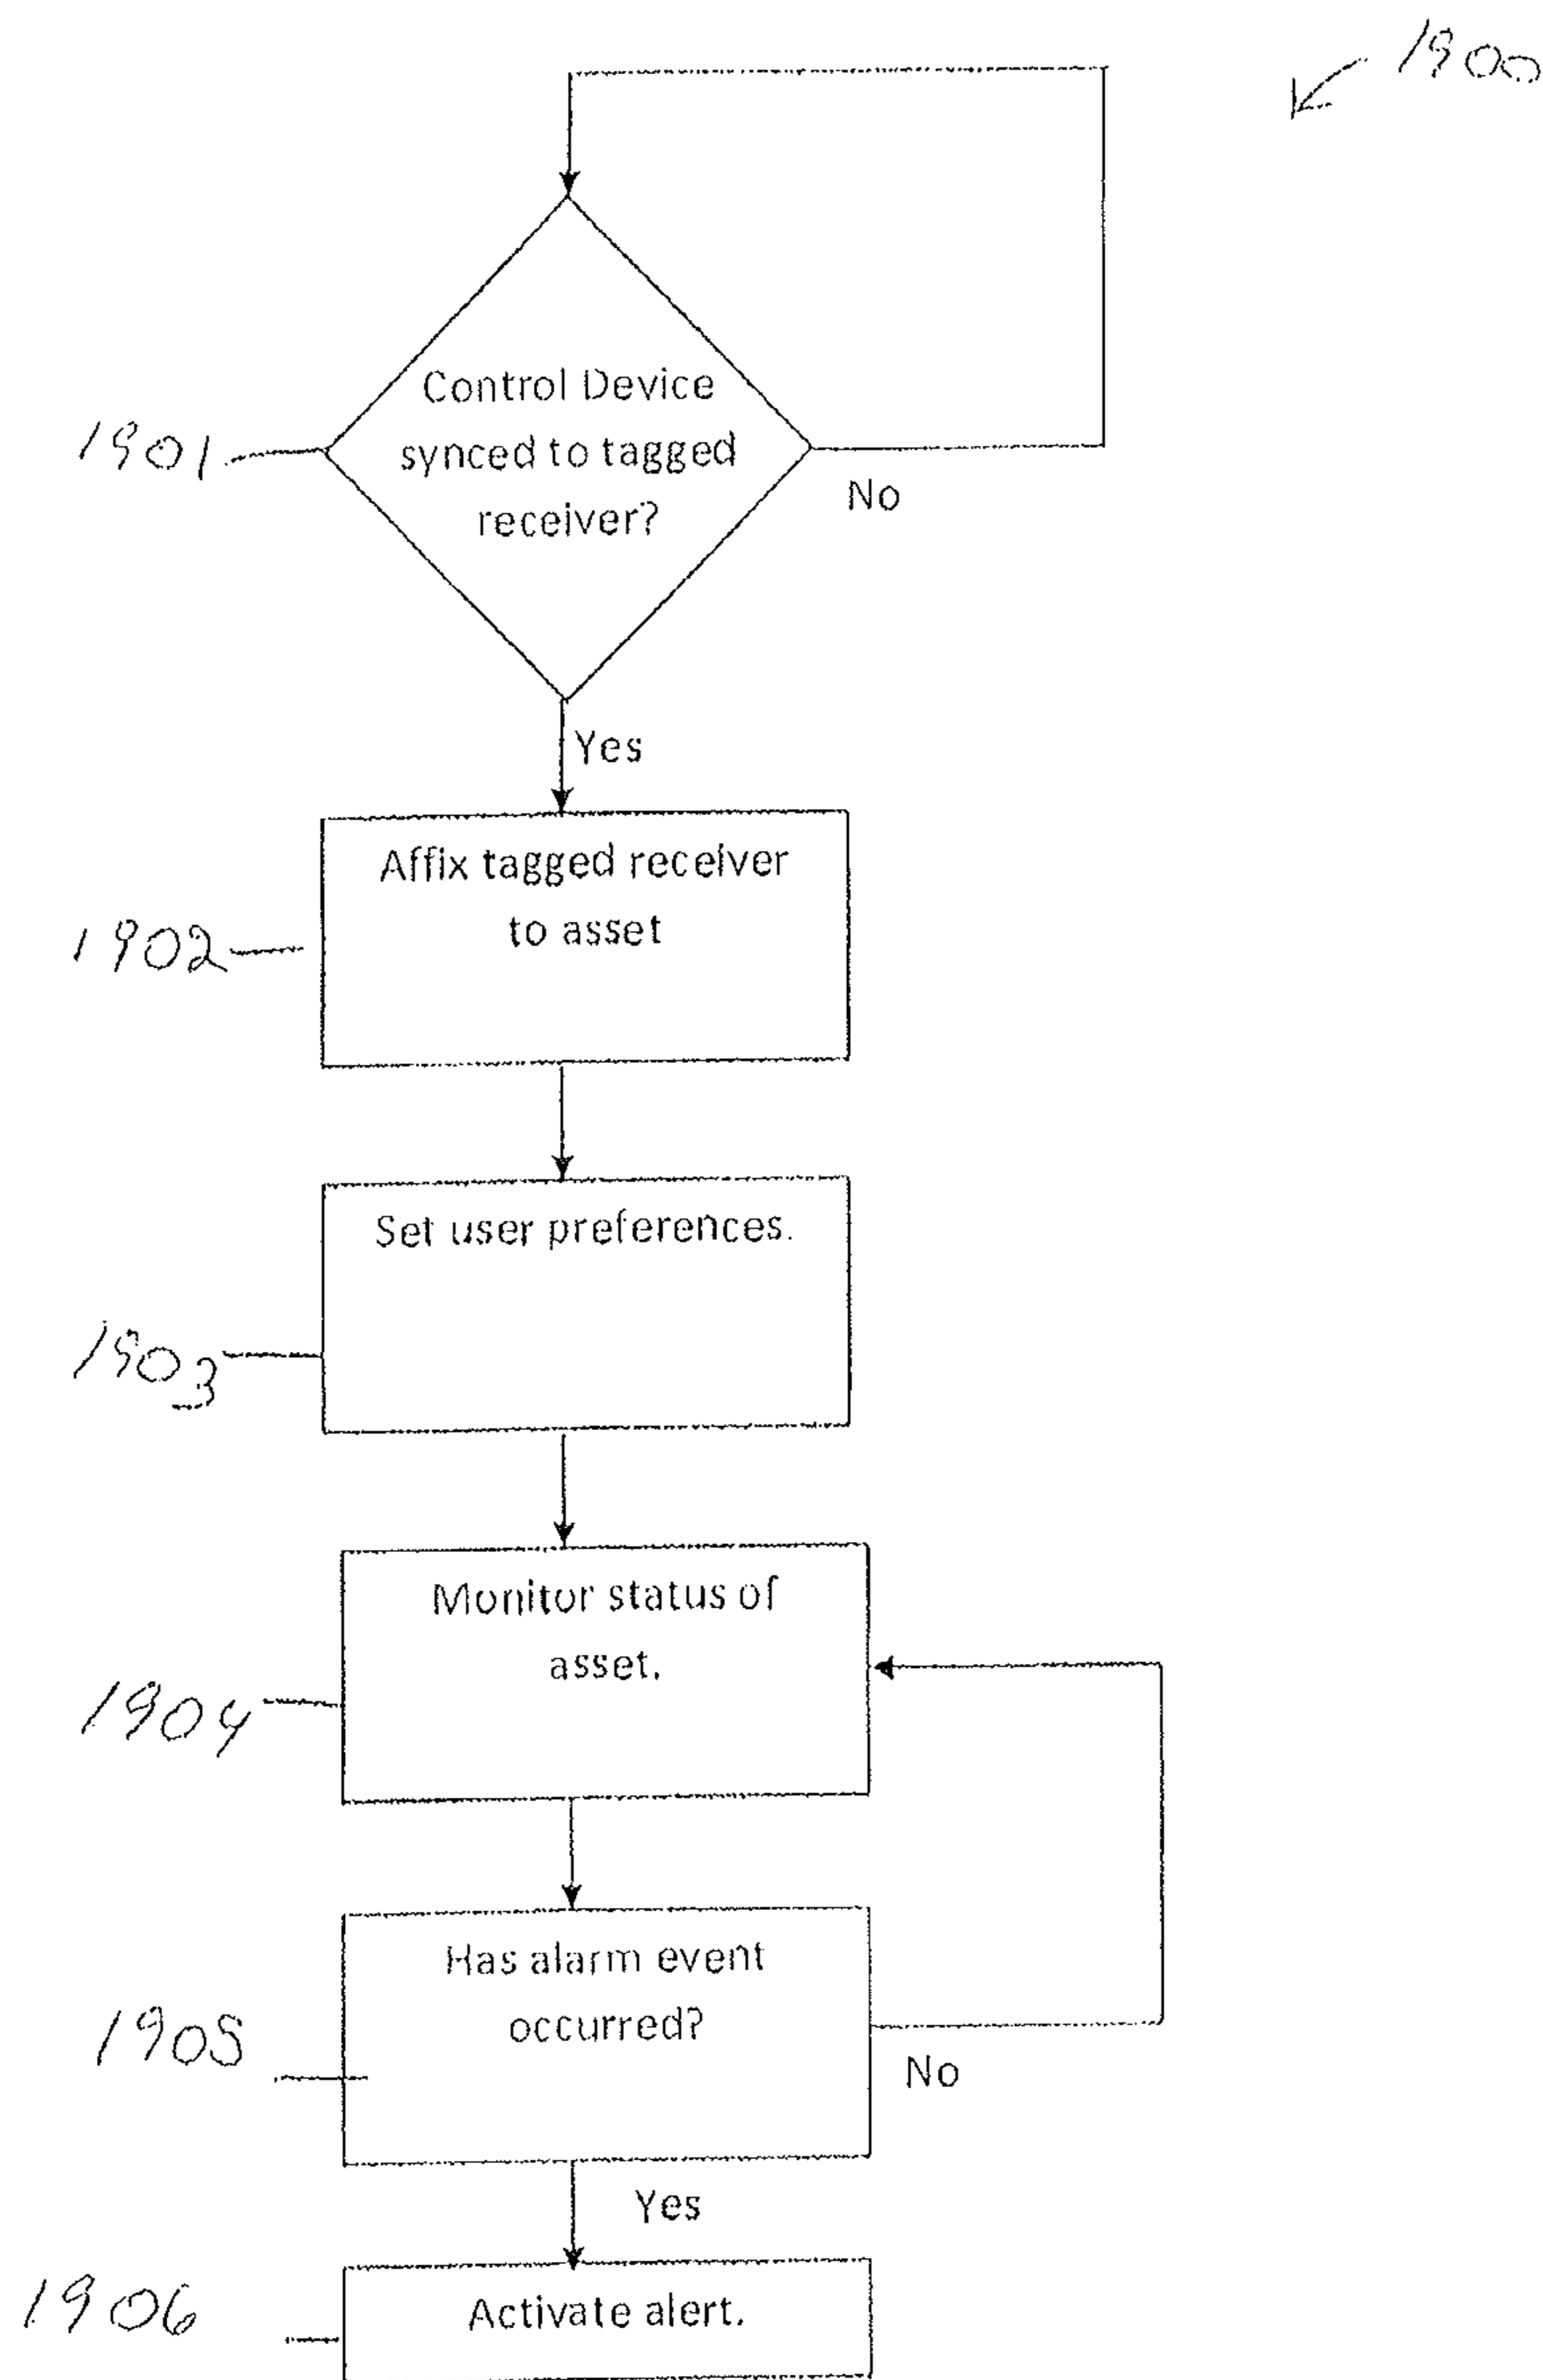 1900
Control Device
synced to tagged
receiver?
1901
No
Yes
Affix tagged receiver
to asset
1902
Set user preferences.
1903
Monitor status of
asset.
1904
Has alarm event
occurred?
1905
No
Yes
Activate alert.
1906